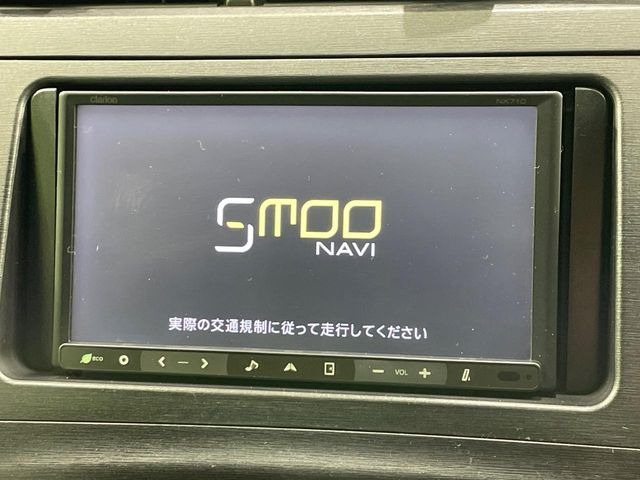 clarion NX710
smoo
NAVI
実際の交通規制に従って走行してください
eco VOL